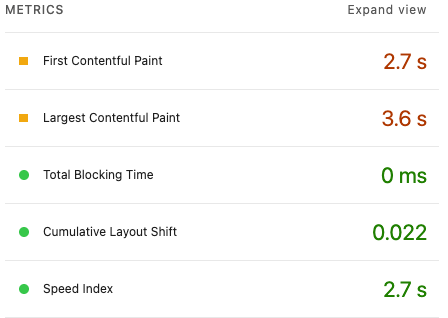 METRICS Expand view
First Contentful Paint 2.7 s
Largest Contentful Paint 3.6 s
Total Blocking Time 0 ms
Cumulative Layout Shift 0.022
Speed Index 2.7 s